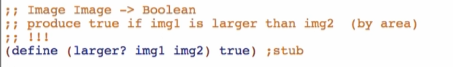 ;; Image Image -> Boolean
;; produce true if img1 is larger than img2  (by area)
;; !!!
(define (larger? img1 img2) true) ;stub